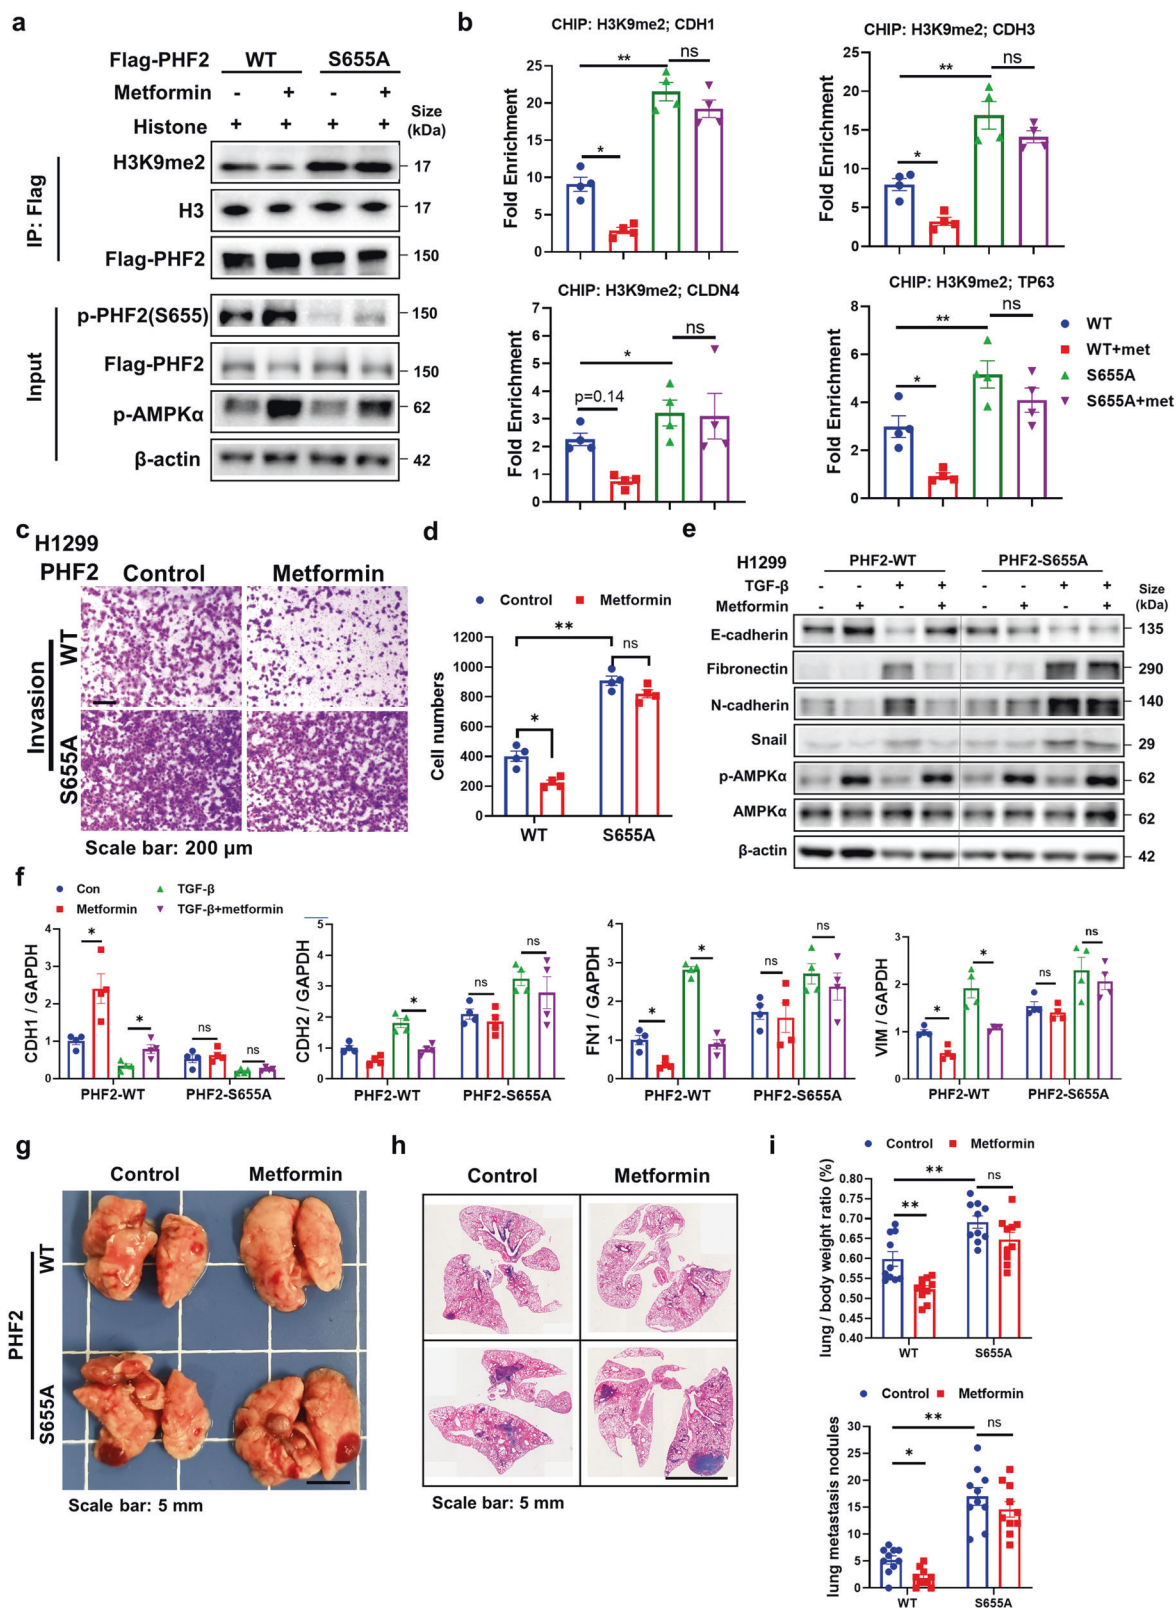 a
Flag-PHF2 WT S655A
Metformin - + - +
Histone + + + +
Size
(kDa)
IP: Flag
H3K9me2 17
H3 17
Flag-PHF2 150
Input
p-PHF2(S655) 150
Flag-PHF2 150
p-AMPKα 62
β-actin 42
b
CHIP: H3K9me2; CDH1
Fold Enrichment
25
20
15
10
5
0
** ns
*
CHIP: H3K9me2; CDH3
Fold Enrichment
25
20
15
10
5
0
** ns
*
CHIP: H3K9me2; CLDN4
Fold Enrichment
7
6
5
4
3
2
1
0
ns
*
p=0.14
CHIP: H3K9me2; TP63
Fold Enrichment
8
6
4
2
0
** ns
*
WT
WT+met
S655A
S655A+met
c
H1299
PHF2 Control Metformin
Invasion
WT
S655A
Scale bar: 200 μm
d
Control Metformin
Cell numbers
1200
1000
800
600
400
200
0
** ns
*
WT S655A
e
H1299 PHF2-WT PHF2-S655A
TGF-β - - + + - - + +
Metformin - + - + - + - +
Size
(kDa)
E-cadherin 135
Fibronectin 290
N-cadherin 140
Snail 29
p-AMPKα 62
AMPKα 62
β-actin 42
f
Con TGF-β
Metformin TGF-β+metformin
CDH1 / GAPDH
4
3
2
1
0
* * ns ns
PHF2-WT PHF2-S655A
CDH2 / GAPDH
5
4
3
2
1
0
* ns ns
PHF2-WT PHF2-S655A
FN1 / GAPDH
4
3
2
1
0
* * ns ns
PHF2-WT PHF2-S655A
VIM / GAPDH
3
2
1
0
* * ns ns
PHF2-WT PHF2-S655A
g
Control Metformin
PHF2
WT
S655A
Scale bar: 5 mm
h
Control Metformin
Scale bar: 5 mm
i
Control Metformin
lung / body weight ratio (%)
0.80
0.75
0.70
0.65
0.60
0.55
0.50
0.45
0.40
** ns
**
WT S655A
Control Metformin
lung metastasis nodules
30
25
20
15
10
5
0
** ns
*
WT S655A